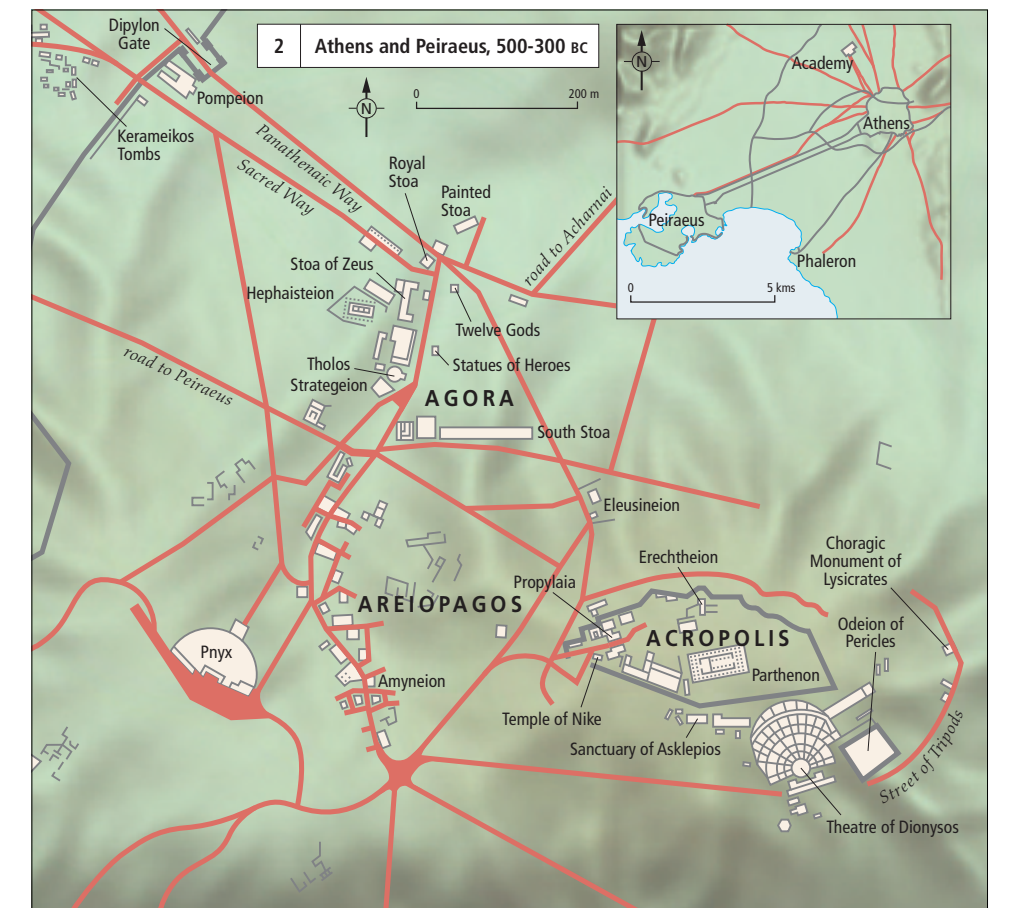 Dipylon
Gate
2 Athens and Peiraeus, 500-300 BC
N
0 200 m
Pompeion
Kerameikos
Tombs
Panathenaic Way
Sacred Way
Royal
Stoa
Painted
Stoa
road to Acharnai
Stoa of Zeus
Hephaisteion
Twelve Gods
Statues of Heroes
Tholos
Strategeion
AGORA
road to Peiraeus
South Stoa
N
Academy
Athens
Peiraeus
Phaleron
0 5 kms
Eleusineion
Erechtheion
Choragic
Monument of
Lysicrates
Propylaia
AREIOPAGOS
Odeion of
Pericles
ACROPOLIS
Pnyx
Parthenon
Amyneion
Temple of Nike
Sanctuary of Asklepios
Street of Tripods
Theatre of Dionysos